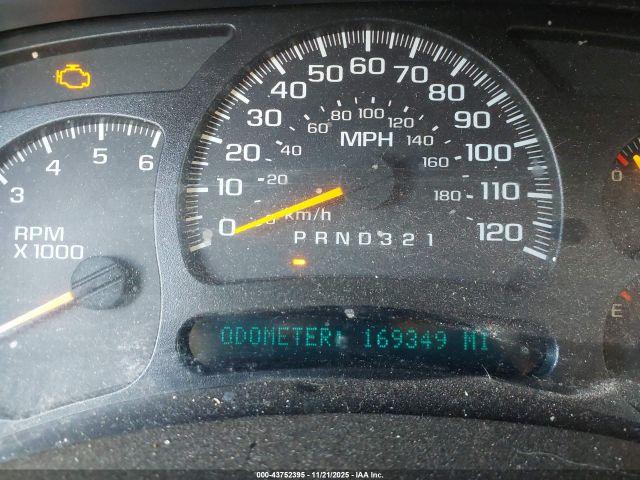 0 10 20 30 40 50 60 70 80 90 100 110 120
20 40 60 80 100 120 140 160 180
MPH
km/h
3 4 5 6
RPM
X 1000
PRND321
E
ODOMETER: 169349 MI
000-43752395 - 11/21/2025 - IAA Inc.